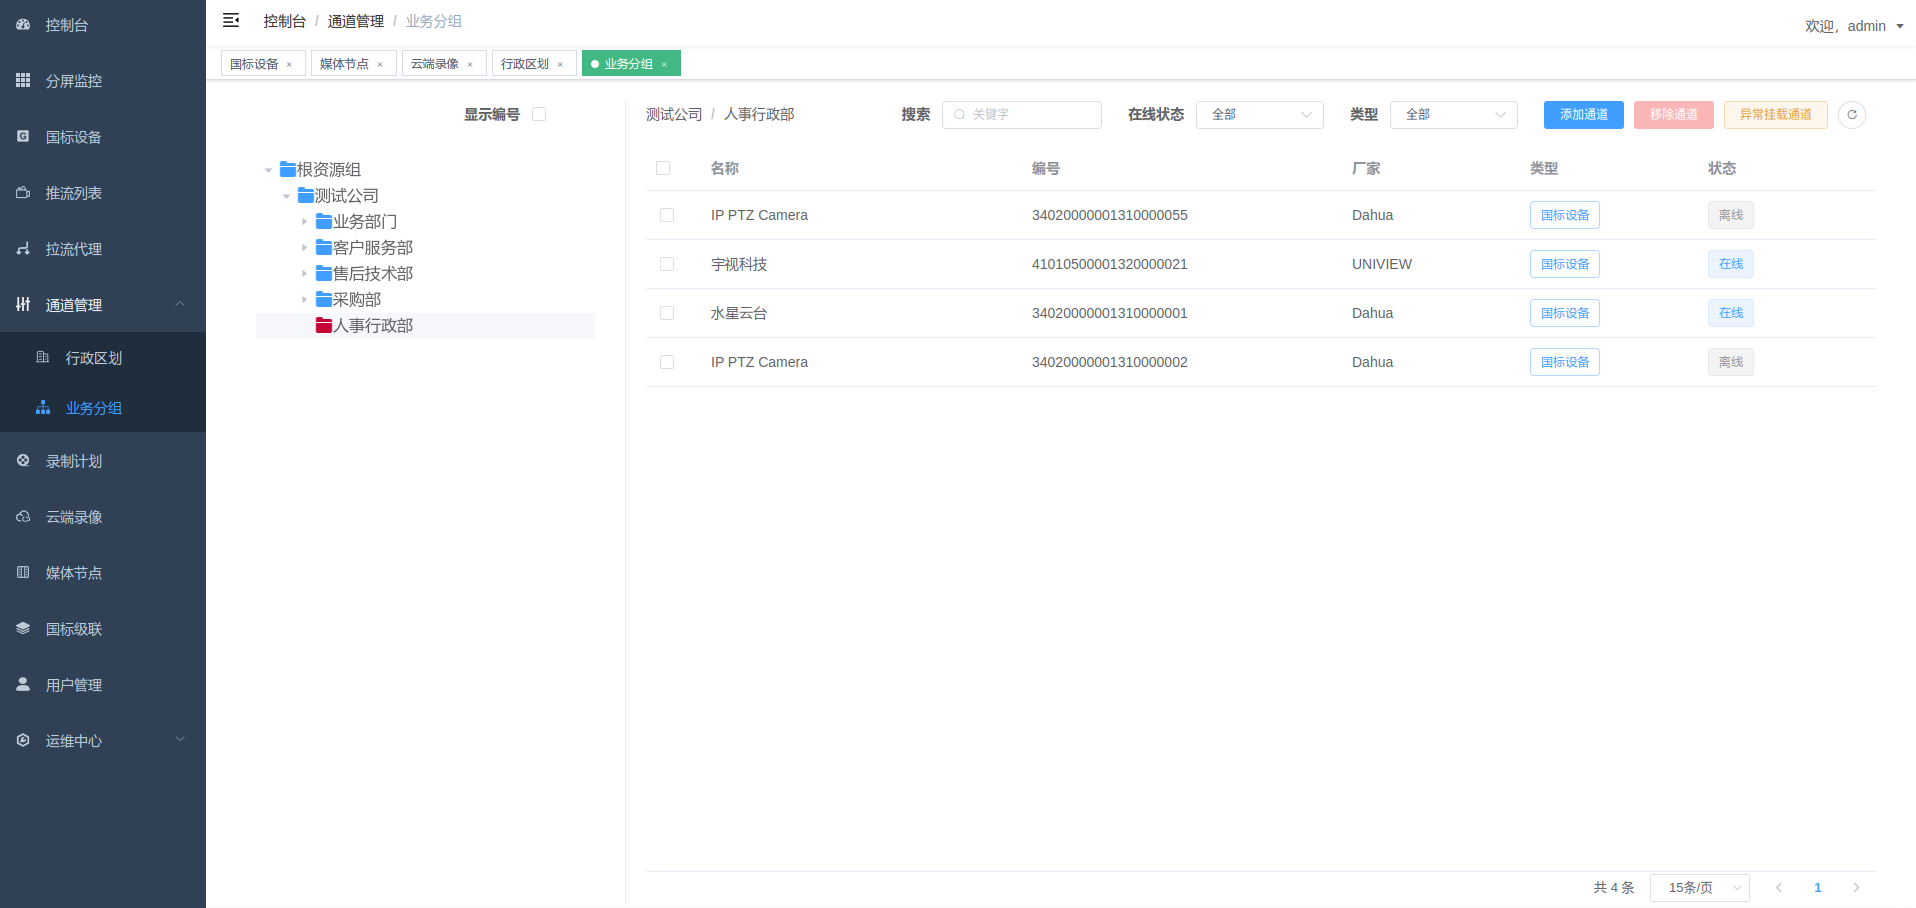 控制台
分屏监控
国标设备
推流列表
拉流代理
通道管理
行政区划
业务分组
录制计划
云端录像
媒体节点
国标级联
用户管理
运维中心
控制台 / 通道管理 / 业务分组
欢迎, admin
国标设备 × 媒体节点 × 云端录像 × 行政区划 × 业务分组 ×
显示编号
根资源组
测试公司
业务部门
客户服务部
售后技术部
采购部
人事行政部
测试公司 / 人事行政部 搜索 关键字 在线状态 全部 类型 全部 添加通道 移除通道 异常挂载通道
名称 编号 厂家 类型 状态
IP PTZ Camera 34020000001310000055 Dahua 国标设备 离线
宇视科技 41010500001320000021 UNIVIEW 国标设备 在线
水星云台 34020000001310000001 Dahua 国标设备 在线
IP PTZ Camera 34020000001310000002 Dahua 国标设备 离线
共 4 条 15条/页 1